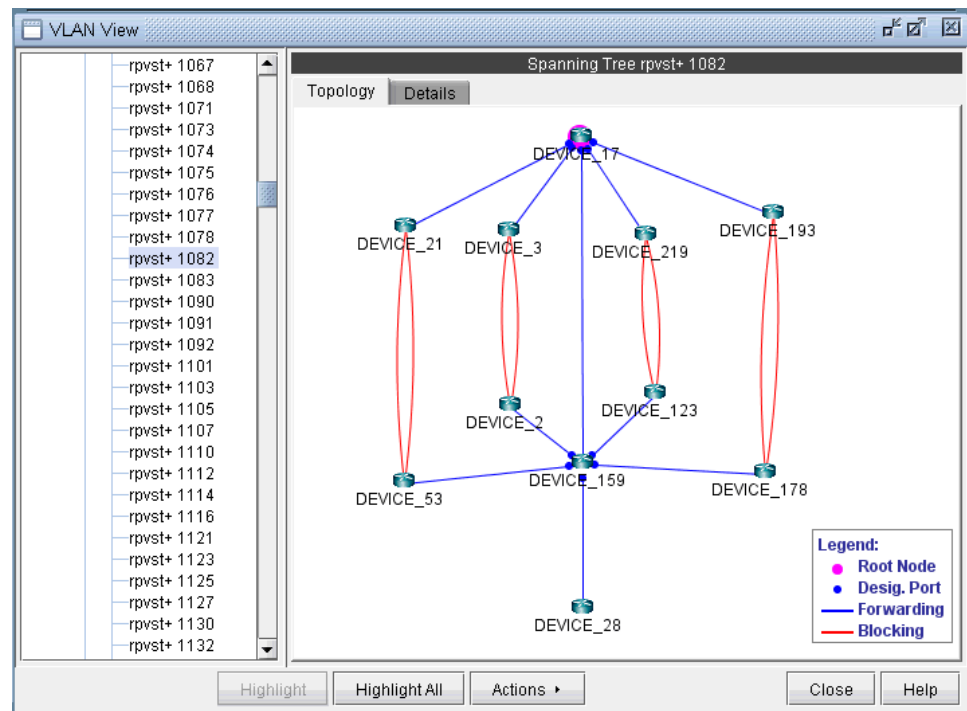 VLAN View
rpvst+ 1067
rpvst+ 1068
rpvst+ 1071
rpvst+ 1073
rpvst+ 1074
rpvst+ 1075
rpvst+ 1076
rpvst+ 1077
rpvst+ 1078
rpvst+ 1082
rpvst+ 1083
rpvst+ 1090
rpvst+ 1091
rpvst+ 1092
rpvst+ 1101
rpvst+ 1103
rpvst+ 1105
rpvst+ 1107
rpvst+ 1110
rpvst+ 1112
rpvst+ 1114
rpvst+ 1116
rpvst+ 1121
rpvst+ 1123
rpvst+ 1125
rpvst+ 1127
rpvst+ 1130
rpvst+ 1132
Spanning Tree rpvst+ 1082
Topology Details
DEVICE_17
DEVICE_21
DEVICE_3
DEVICE_219
DEVICE_193
DEVICE_2
DEVICE_123
DEVICE_53
DEVICE_159
DEVICE_178
DEVICE_28
Legend:
Root Node
Desig. Port
Forwarding
Blocking
Highlight Highlight All Actions Close Help